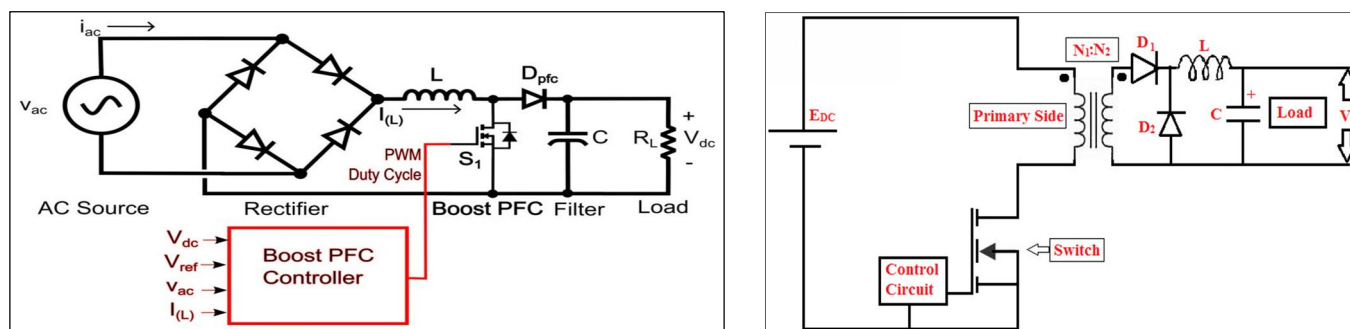 i_ac
v_ac
L
D_pfc
I_(L)
PWM
Duty Cycle
S_1
C
R_L
+
V_dc
-
AC Source
Rectifier
Boost PFC
Filter
Load
V_dc
V_ref
v_ac
I_(L)
Boost PFC
Controller
E_DC
N_1:N_2
D_1
L
Primary Side
D_2
C
+
Load
V
Switch
Control
Circuit